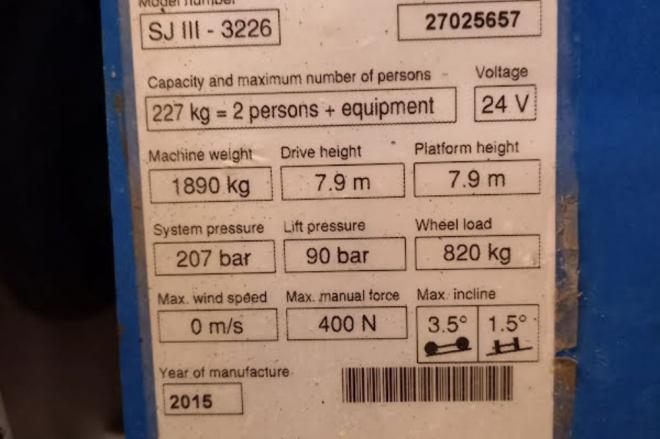 Model number
SJ III - 3226
27025657
Capacity and maximum number of persons
Voltage
227 kg = 2 persons + equipment
24 V
Machine weight
Drive height
Platform height
1890 kg
7.9 m
7.9 m
System pressure
Lift pressure
Wheel load
207 bar
90 bar
820 kg
Max. wind speed
Max. manual force
Max. incline
0 m/s
400 N
3.5°
1.5°
Year of manufacture
2015